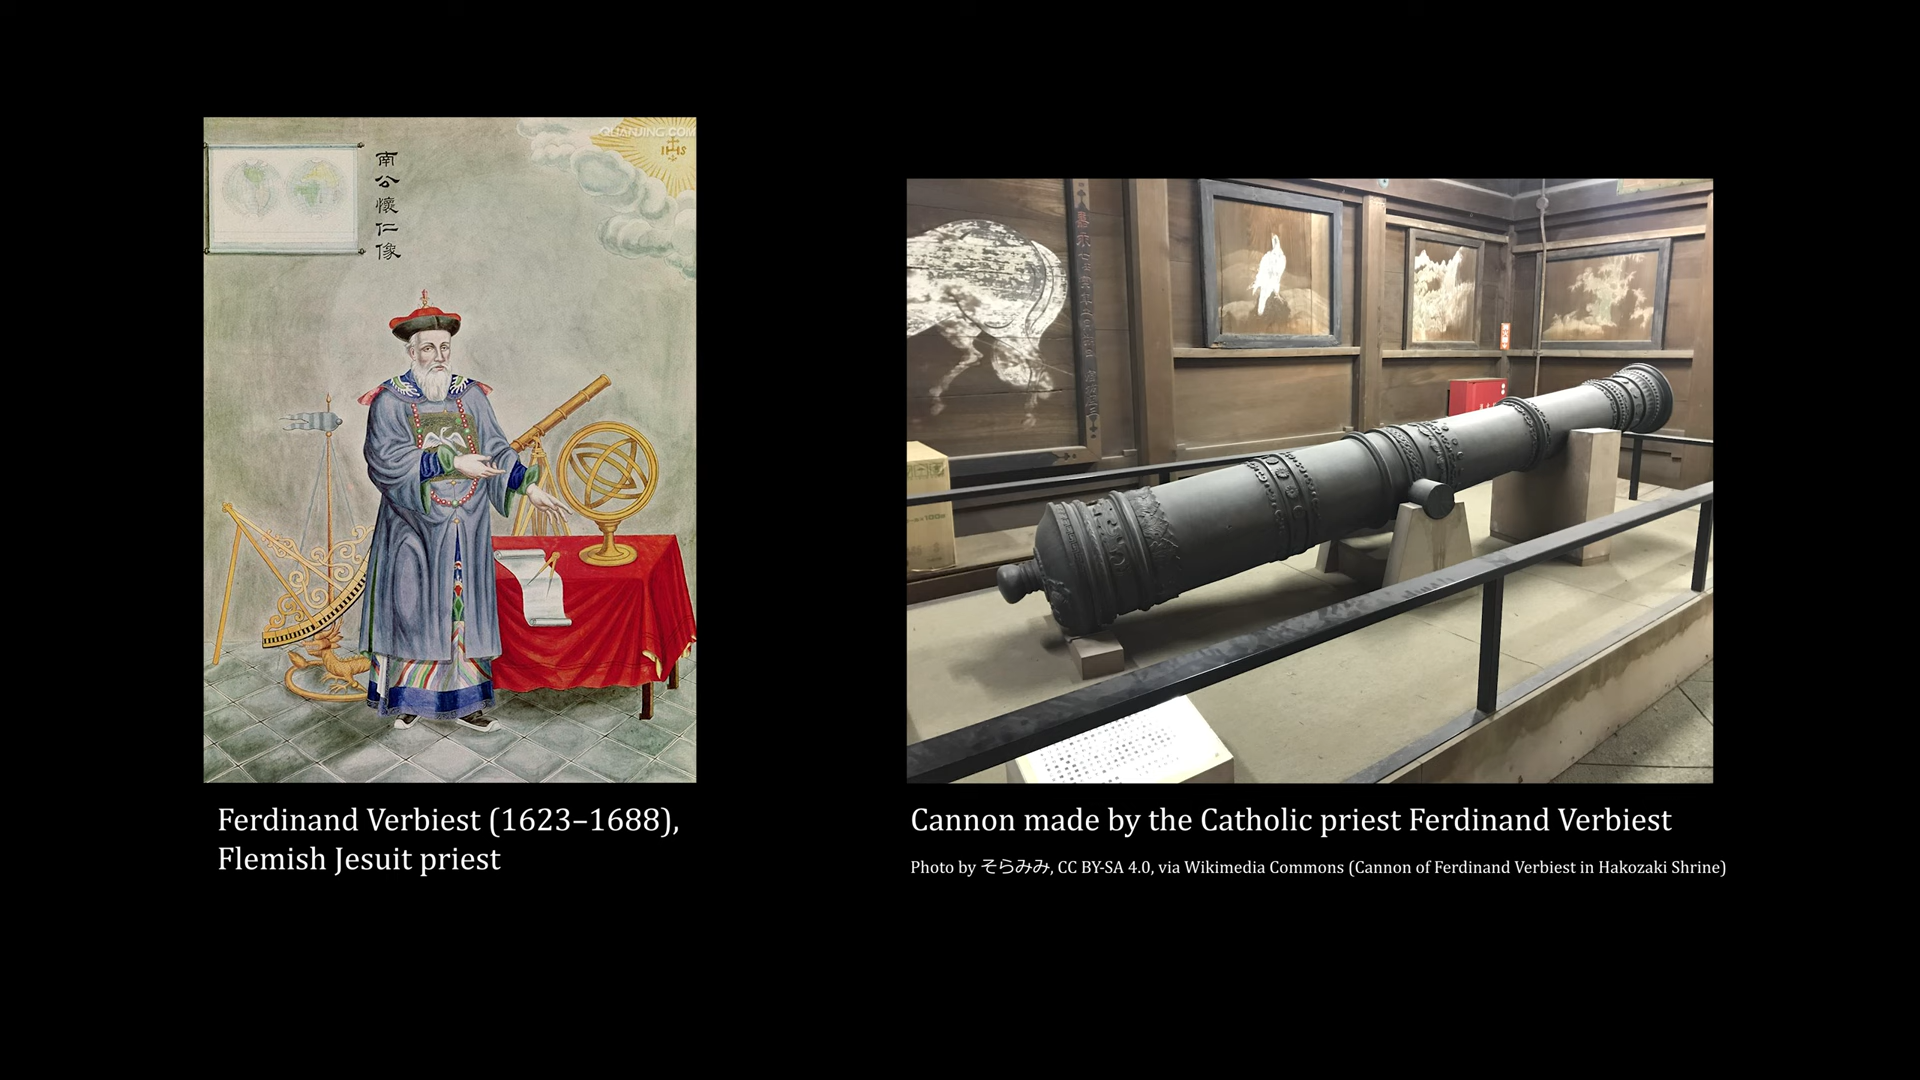 QUANJING.COM
IHS
南公懷仁像
Ferdinand Verbiest (1623–1688),
Flemish Jesuit priest
Cannon made by the Catholic priest Ferdinand Verbiest
Photo by そらみみ, CC BY-SA 4.0, via Wikimedia Commons (Cannon of Ferdinand Verbiest in Hakozaki Shrine)